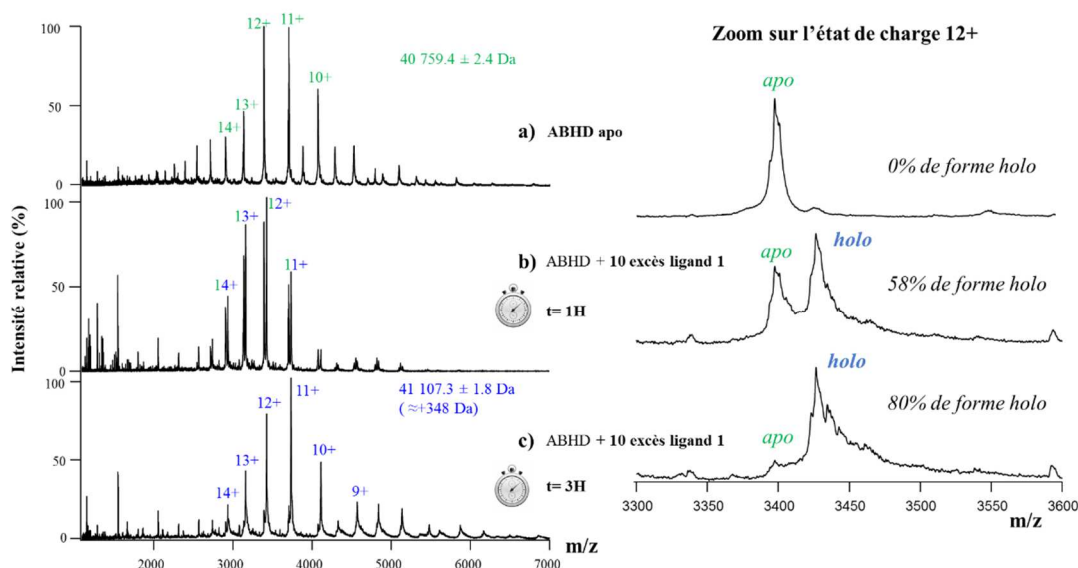 100
50
0
Intensité relative (%)
12+
11+
10+
13+
14+
40 759.4 ± 2.4 Da
a) ABHD apo
100
50
0
12+
13+
11+
14+
b) ABHD + 10 excès ligand 1
t= 1H
100
50
0
41 107.3 ± 1.8 Da
( ≈+348 Da)
11+
12+
13+
10+
14+
9+
c) ABHD + 10 excès ligand 1
t= 3H
2000 3000 4000 5000 6000 7000
m/z
Zoom sur l’état de charge 12+
apo
0% de forme holo
apo
holo
58% de forme holo
holo
apo
80% de forme holo
3300 3350 3400 3450 3500 3550 3600
m/z